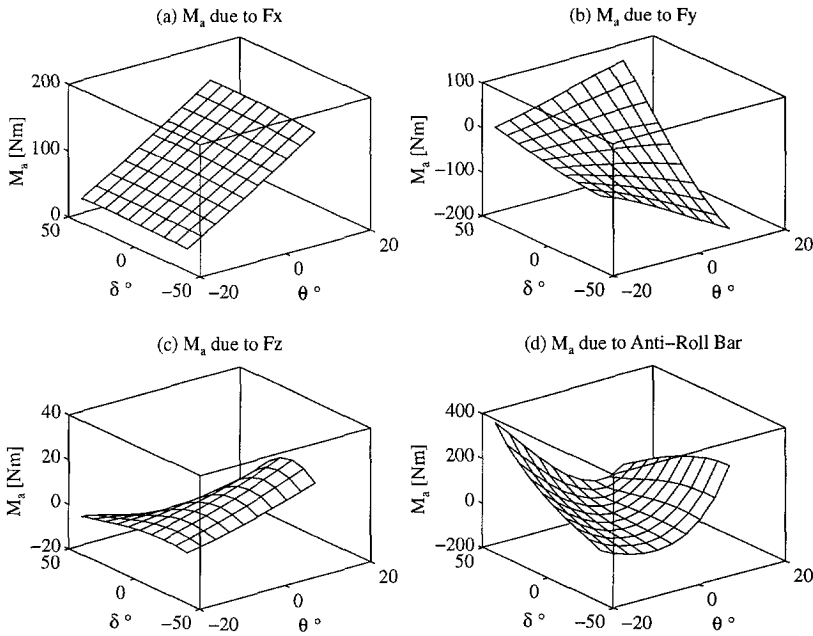 (a) Mₐ due to Fx
200
100
0
Mₐ [Nm]
50
0
−50
δ °
−20
0
20
θ °
(b) Mₐ due to Fy
100
0
−100
−200
Mₐ [Nm]
50
0
−50
δ °
−20
0
20
θ °
(c) Mₐ due to Fz
40
20
0
−20
Mₐ [Nm]
50
0
−50
δ °
−20
0
20
θ °
(d) Mₐ due to Anti−Roll Bar
400
200
0
−200
Mₐ [Nm]
50
0
−50
δ °
−20
0
20
θ °